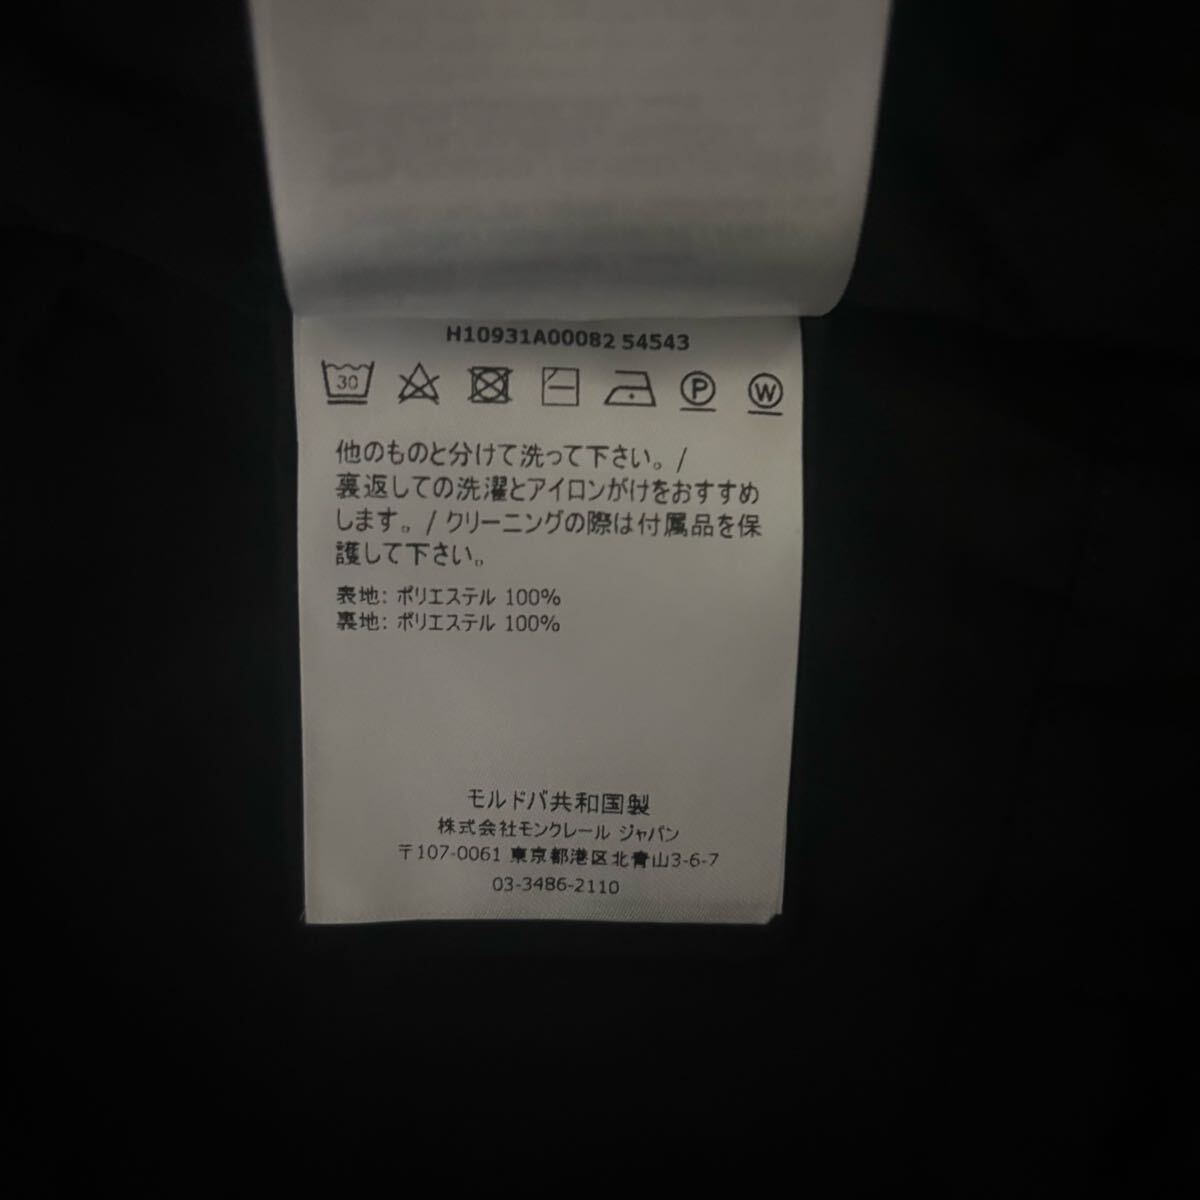 H10931A00082 54543
30
P
W
他のものと分けて洗って下さい。/
裏返しての洗濯とアイロンがけをおすすめ
します。/ クリーニングの際は付属品を保
護して下さい。
表地: ポリエステル 100%
裏地: ポリエステル 100%
モルドバ共和国製
株式会社モンクレール ジャパン
〒107-0061 東京都港区北青山3-6-7
03-3486-2110